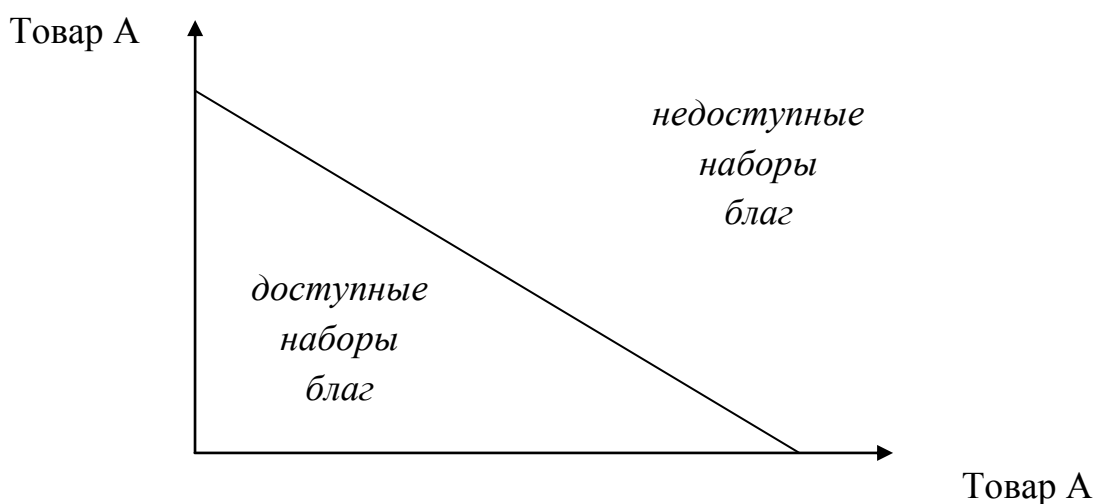 Товар А
недоступные
наборы
благ
доступные
наборы
благ
Товар А